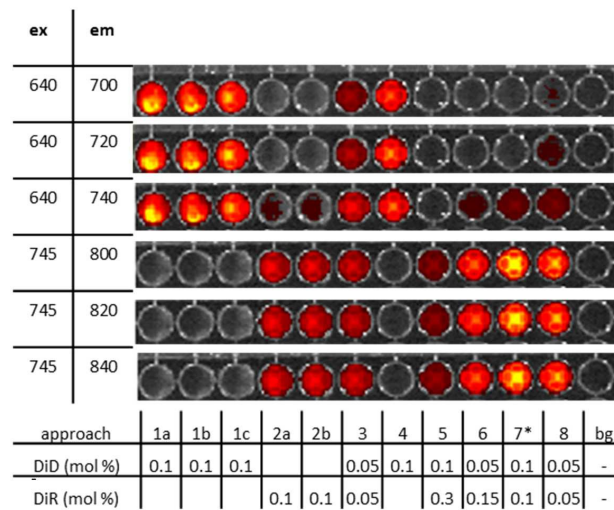 ex em
640 700
640 720
640 740
745 800
745 820
745 840
approach 1a 1b 1c 2a 2b 3 4 5 6 7* 8 bg
DiD (mol %) 0.1 0.1 0.1 0.05 0.1 0.1 0.05 0.1 0.05 -
DiR (mol %) 0.1 0.1 0.05 0.3 0.15 0.1 0.05 -